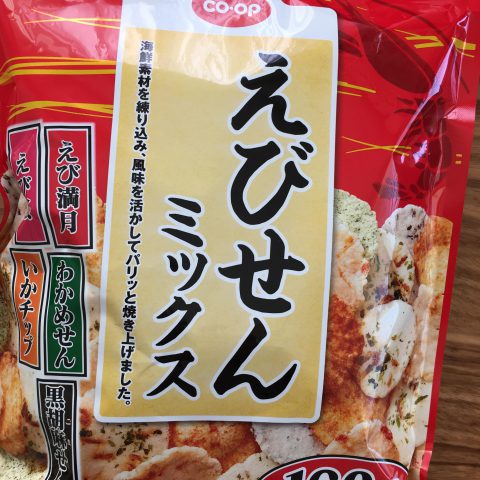 CO·OP
えびせん
ミックス
海鮮素材を練り込み、風味を活かしてパリッと焼き上げました。
えび満月
わかめせん
いかチップ